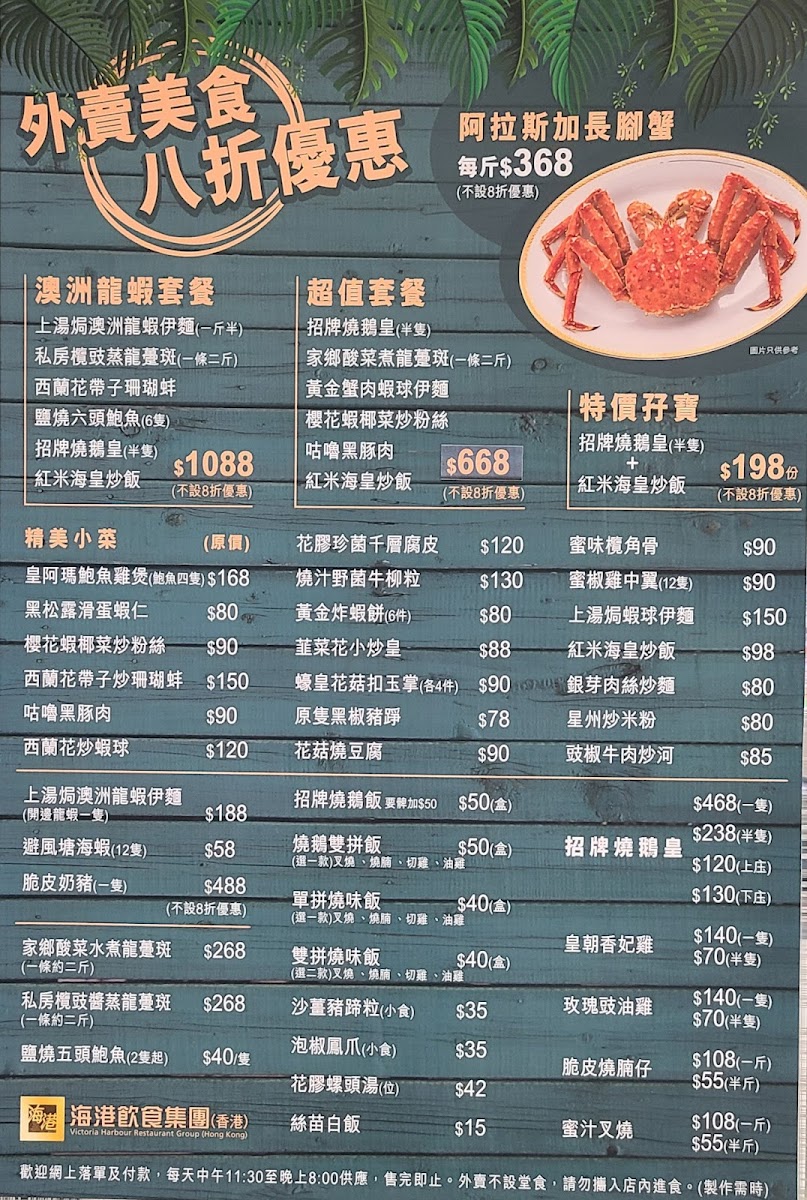 外賣美食
八折優惠
阿拉斯加長腳蟹
每斤$368
(不設8折優惠)
圖片只供參考
澳洲龍蝦套餐
上湯焗澳洲龍蝦伊麵(一斤半)
私房欖豉蒸龍躉斑(一條二斤)
西蘭花帶子珊瑚蚌
鹽燒六頭鮑魚(6隻)
招牌燒鵝皇(半隻)
紅米海皇炒飯
$1088
(不設8折優惠)
超值套餐
招牌燒鵝皇(半隻)
家鄉酸菜煮龍躉斑(一條二斤)
黃金蟹肉蝦球伊麵
櫻花蝦椰菜炒粉絲
咕嚕黑豚肉
紅米海皇炒飯
$668
(不設8折優惠)
特價孖寶
招牌燒鵝皇(半隻)
+
紅米海皇炒飯
$198份
(不設8折優惠)
精美小菜 (原價)
皇阿瑪鮑魚雞煲(鮑魚四隻) $168
黑松露滑蛋蝦仁 $80
櫻花蝦椰菜炒粉絲 $90
西蘭花帶子炒珊瑚蚌 $150
咕嚕黑豚肉 $90
西蘭花炒蝦球 $120
花膠珍菌千層腐皮 $120
燒汁野菌牛柳粒 $130
黃金炸蝦餅(6件) $80
韮菜花小炒皇 $88
蠔皇花菇扣玉掌(各4件) $90
原隻黑椒豬踭 $78
花菇燒豆腐 $90
蜜味欖角骨 $90
蜜椒雞中翼(12隻) $90
上湯焗蝦球伊麵 $150
紅米海皇炒飯 $98
銀芽肉絲炒麵 $80
星州炒米粉 $80
豉椒牛肉炒河 $85
上湯焗澳洲龍蝦伊麵
(開邊龍蝦一隻) $188
避風塘海蝦(12隻) $58
脆皮奶豬(一隻) $488
(不設8折優惠)
家鄉酸菜水煮龍躉斑 $268
(一條約二斤)
私房欖豉醬蒸龍躉斑 $268
(一條約二斤)
鹽燒五頭鮑魚(2隻起) $40/隻
招牌燒鵝飯 要髀加$50 $50(盒)
燒鵝雙拼飯 $50(盒)
(選一款)叉燒、燒腩、切雞、油雞
單拼燒味飯 $40(盒)
(選一款)叉燒、燒腩、切雞、油雞
雙拼燒味飯 $40(盒)
(選二款)叉燒、燒腩、切雞、油雞
沙薑豬蹄粒(小食) $35
泡椒鳳爪(小食) $35
花膠螺頭湯(位) $42
絲苗白飯 $15
招牌燒鵝皇
$468(一隻)
$238(半隻)
$120(上庄)
$130(下庄)
皇朝香妃雞
$140(一隻)
$70(半隻)
玫瑰豉油雞
$140(一隻)
$70(半隻)
脆皮燒腩仔
$108(一斤)
$55(半斤)
蜜汁叉燒
$108(一斤)
$55(半斤)
海港
海港飲食集團(香港)
Victoria Harbour Restaurant Group (Hong Kong)
歡迎網上落單及付款，每天中午11:30至晚上8:00供應，售完即止。外賣不設堂食，請勿攜入店內進食。(製作需時)